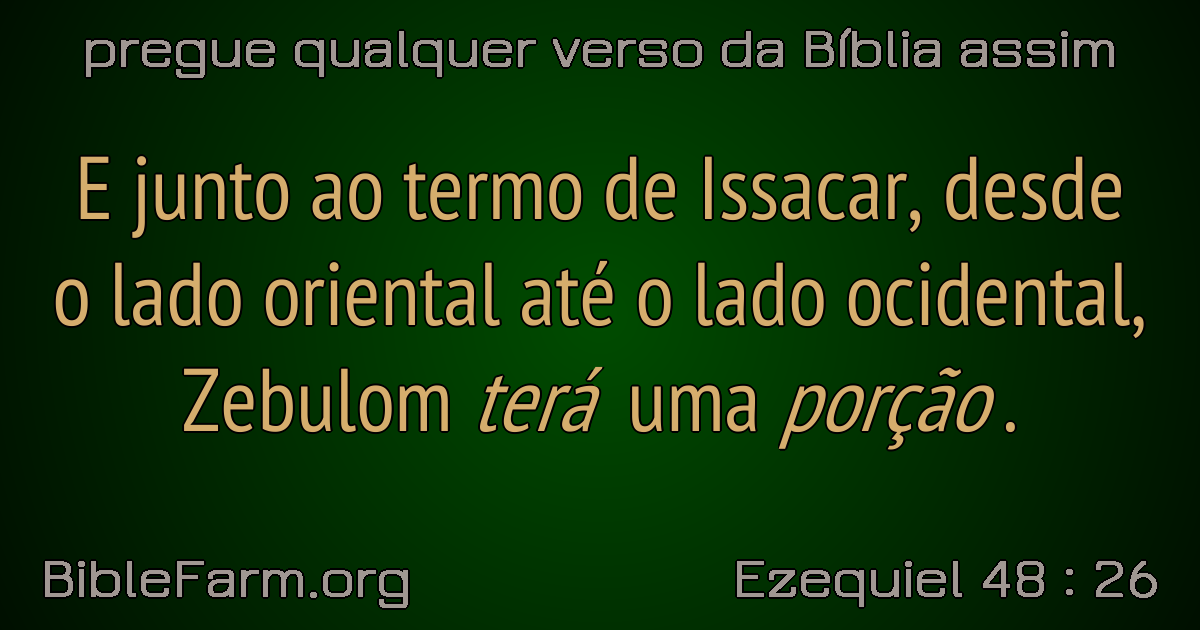 pregue qualquer verso da Bíblia assim
E junto ao termo de Issacar, desde
o lado oriental até o lado ocidental,
Zebulom terá uma porção.
BibleFarm.org
Ezequiel 48 : 26